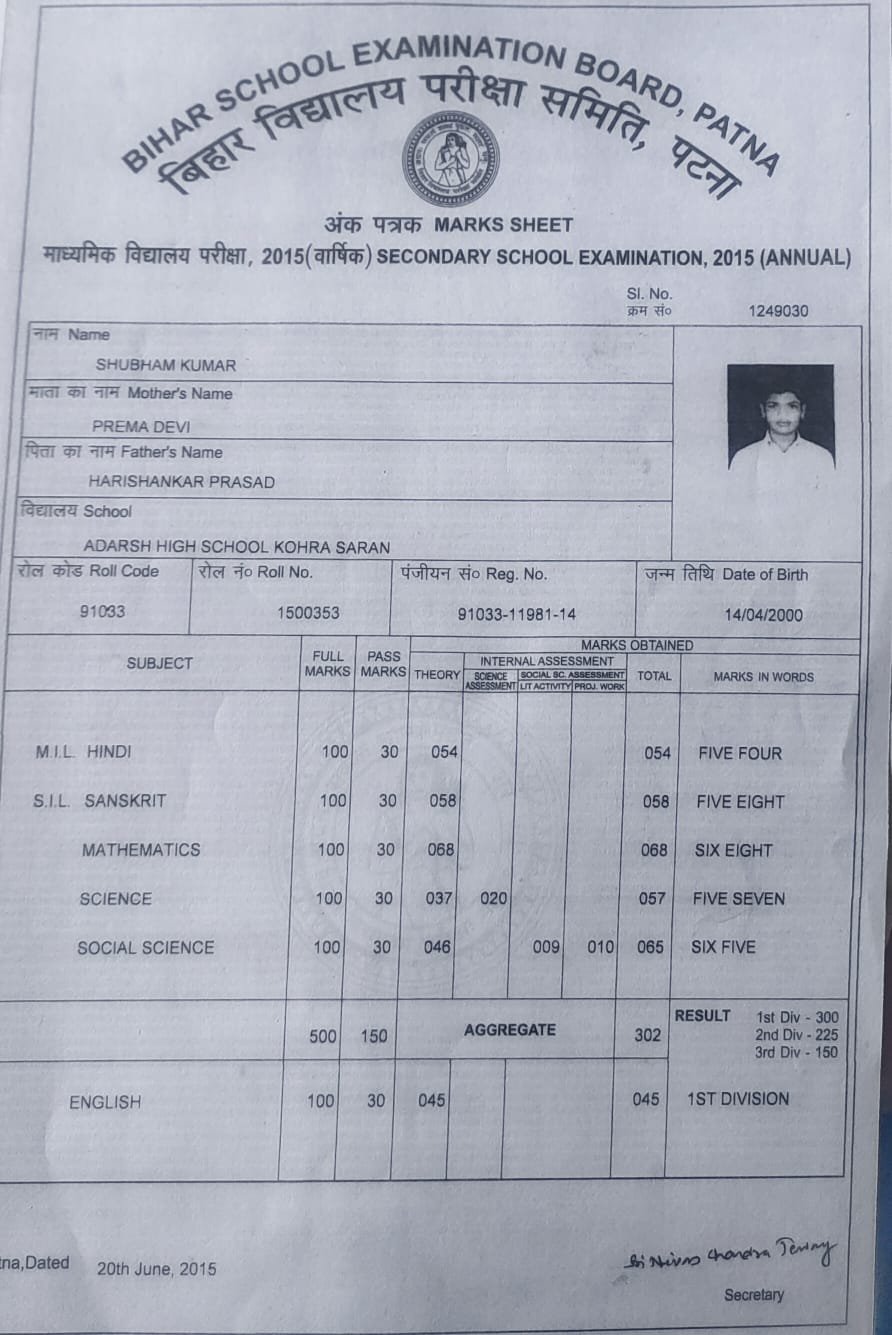 BIHAR SCHOOL EXAMINATION BOARD, PATNA
बिहार विद्यालय परीक्षा समिति, पटना
अंक पत्रक MARKS SHEET
माध्यमिक विद्यालय परीक्षा, 2015(वार्षिक) SECONDARY SCHOOL EXAMINATION, 2015 (ANNUAL)
Sl. No.
क्रम सं० 1249030
नाम Name
SHUBHAM KUMAR
माता का नाम Mother's Name
PREMA DEVI
पिता का नाम Father's Name
HARISHANKAR PRASAD
विद्यालय School
ADARSH HIGH SCHOOL KOHRA SARAN
रोल कोड Roll Code रोल नं० Roll No. पंजीयन सं० Reg. No. जन्म तिथि Date of Birth
91033 1500353 91033-11981-14 14/04/2000
SUBJECT FULL MARKS PASS MARKS MARKS OBTAINED
THEORY INTERNAL ASSESSMENT TOTAL MARKS IN WORDS
SCIENCE ASSESSMENT SOCIAL SC. ASSESSMENT
LIT ACTIVITY PROJ. WORK
M.I.L. HINDI 100 30 054 054 FIVE FOUR
S.I.L. SANSKRIT 100 30 058 058 FIVE EIGHT
MATHEMATICS 100 30 068 068 SIX EIGHT
SCIENCE 100 30 037 020 057 FIVE SEVEN
SOCIAL SCIENCE 100 30 046 009 010 065 SIX FIVE
500 150 AGGREGATE 302 RESULT 1st Div - 300
2nd Div - 225
3rd Div - 150
ENGLISH 100 30 045 045 1ST DIVISION
tna,Dated 20th June, 2015
Chandra
Secretary